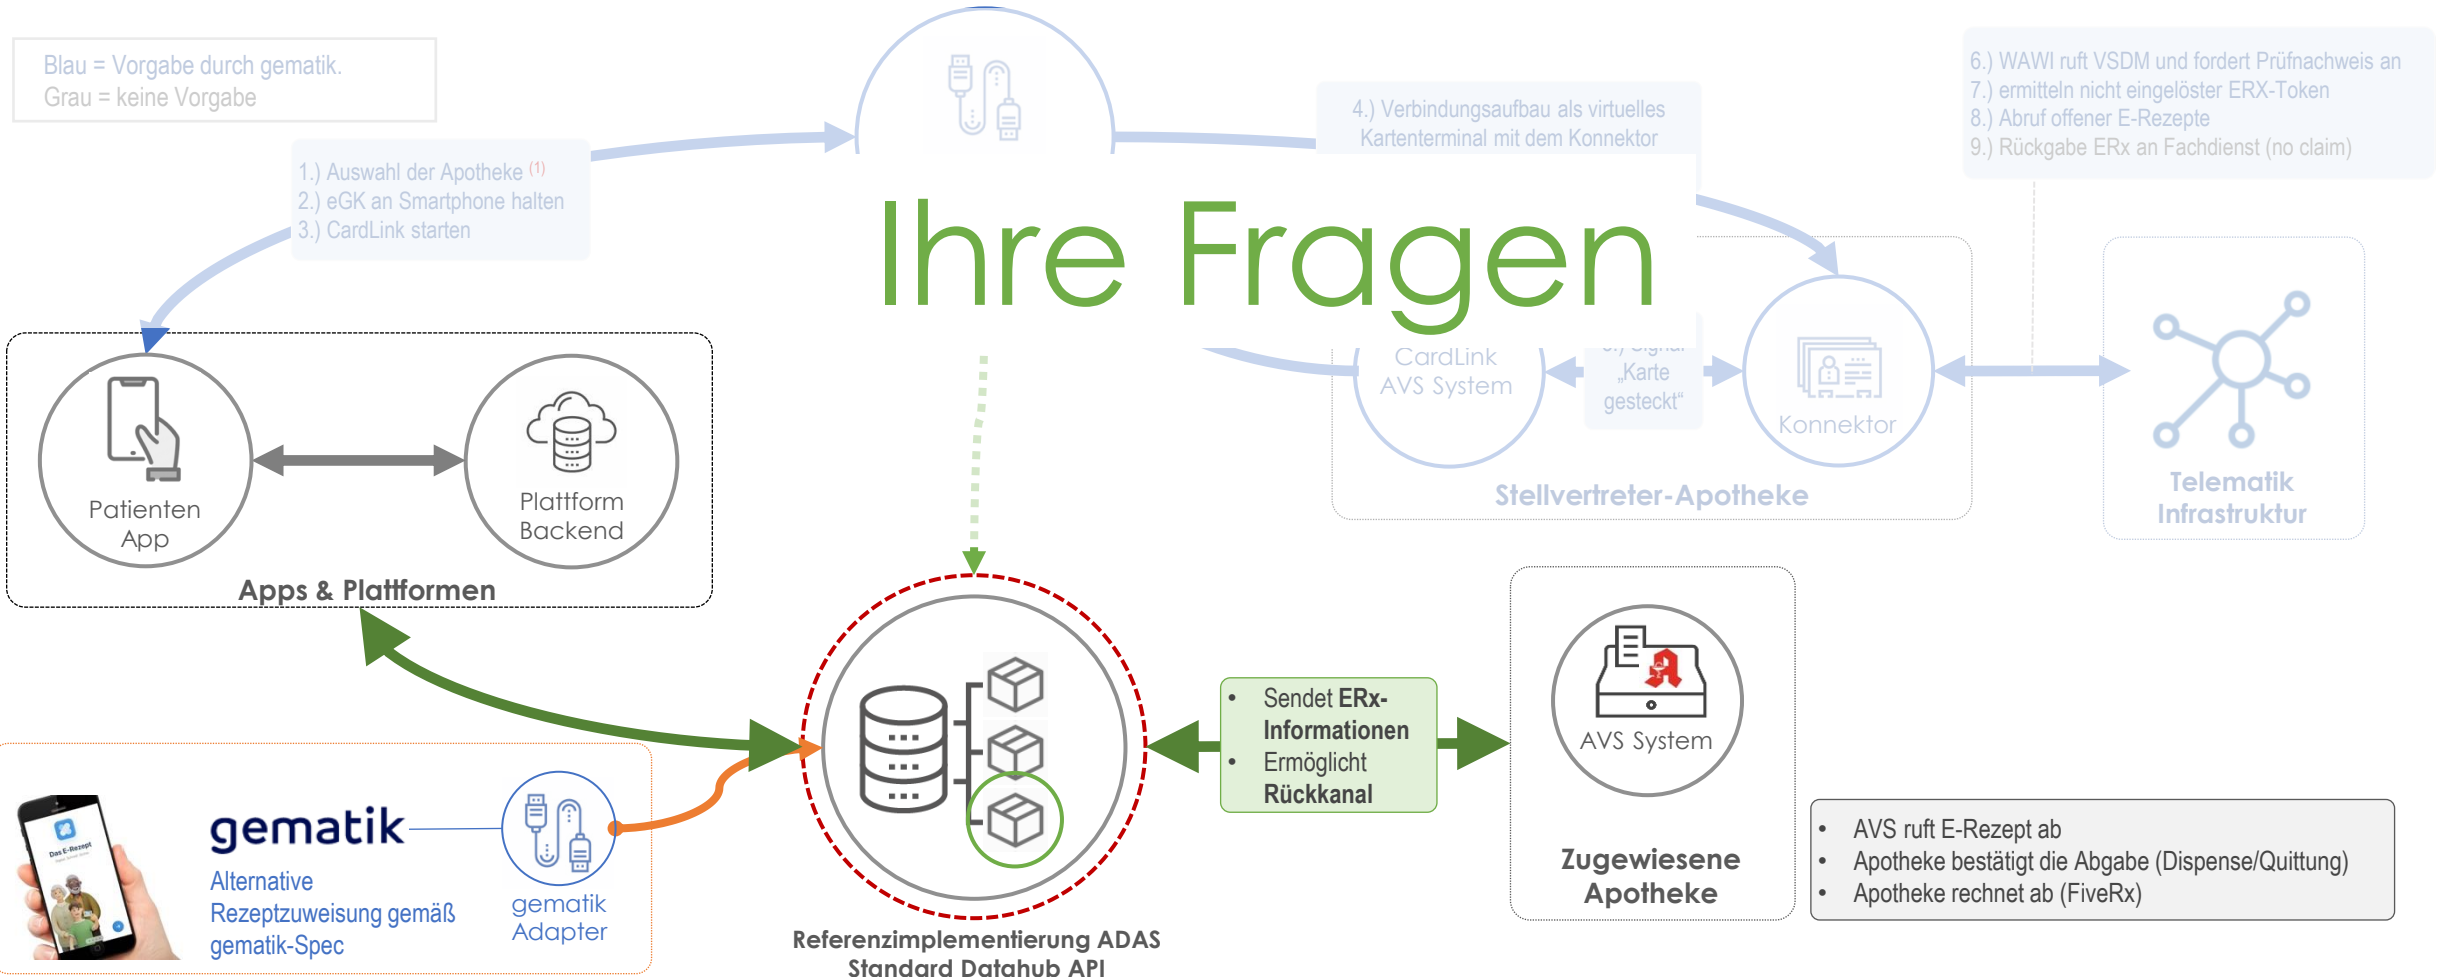 Blau = Vorgabe durch gematik.
Grau = keine Vorgabe
1.) Auswahl der Apotheke (1)
2.) eGK an Smartphone halten
3.) CardLink starten
4.) Verbindungsaufbau als virtuelles
Kartenterminal mit dem Konnektor
6.) WAWI ruft VSDM und fordert Prüfnachweis an
7.) ermitteln nicht eingelöster ERX-Token
8.) Abruf offener E-Rezepte
9.) Rückgabe ERx an Fachdienst (no claim)
Ihre Fragen
CardLink
AVS System
„Karte
gesteckt“
Konnektor
Stellvertreter-Apotheke
Telematik
Infrastruktur
Patienten
App
Plattform
Backend
Apps & Plattformen
• Sendet ERx-
Informationen
• Ermöglicht
Rückkanal
AVS System
Zugewiesene
Apotheke
• AVS ruft E-Rezept ab
• Apotheke bestätigt die Abgabe (Dispense/Quittung)
• Apotheke rechnet ab (FiveRx)
Das E-Rezept
gematik
Alternative
Rezeptzuweisung gemäß
gematik-Spec
gematik
Adapter
Referenzimplementierung ADAS
Standard Datahub API